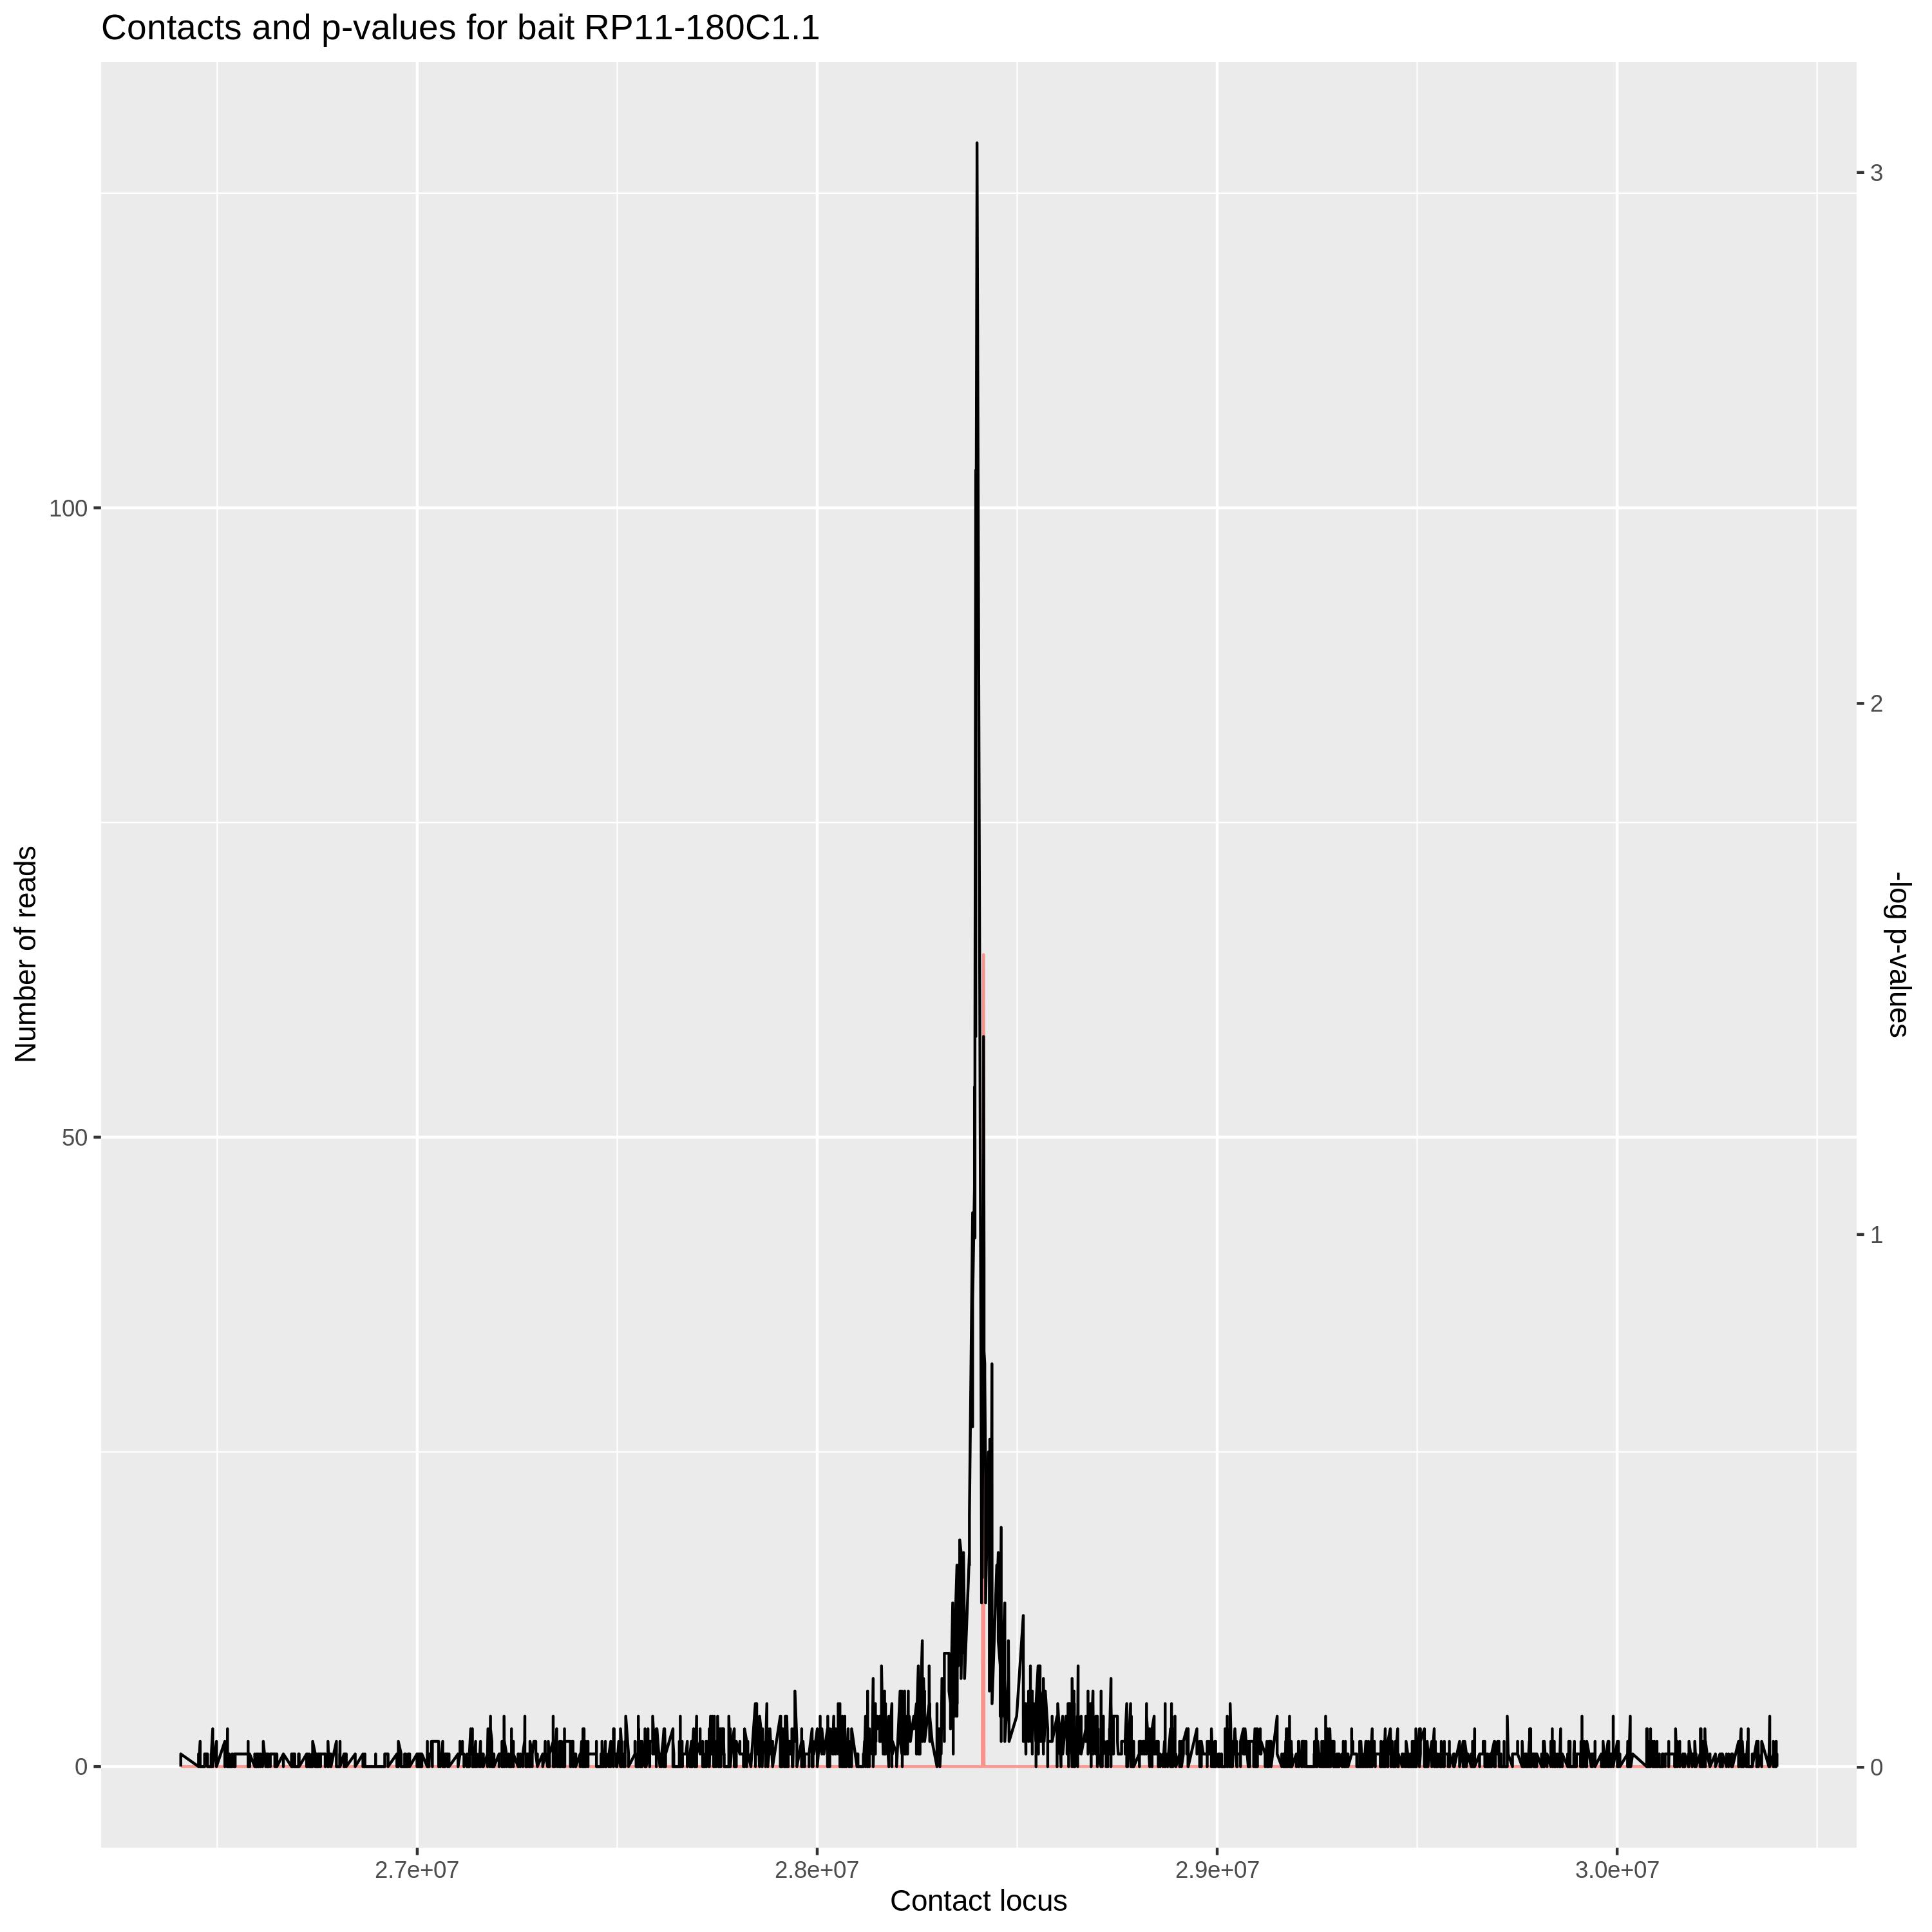 Contacts and p-values for bait RP11-180C1.1
Number of reads
100
50
0
3
2
1
0
-log p-values
2.7e+07
2.8e+07
2.9e+07
3.0e+07
Contact locus